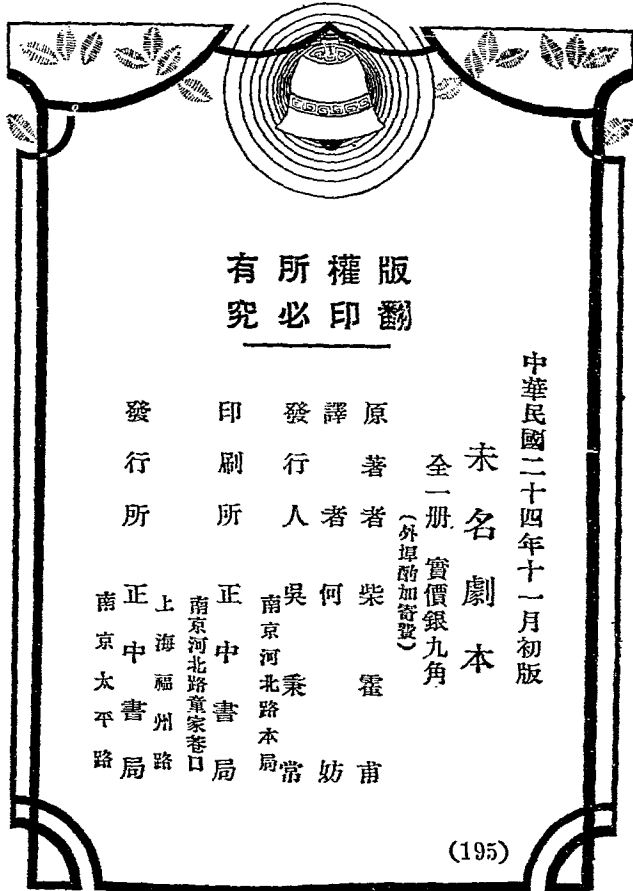 版權所有
翻印必究
中華民國二十四年十一月初版
未名劇本
全一册 實價銀九角
(外埠酌加寄費)
原著者 柴霍甫
譯者 何妨
發行人 吳秉常
南京河北路本局
印刷所 正中書局
南京河北路童家巷口
發行所 正中書局
上海福州路
南京太平路
(195)